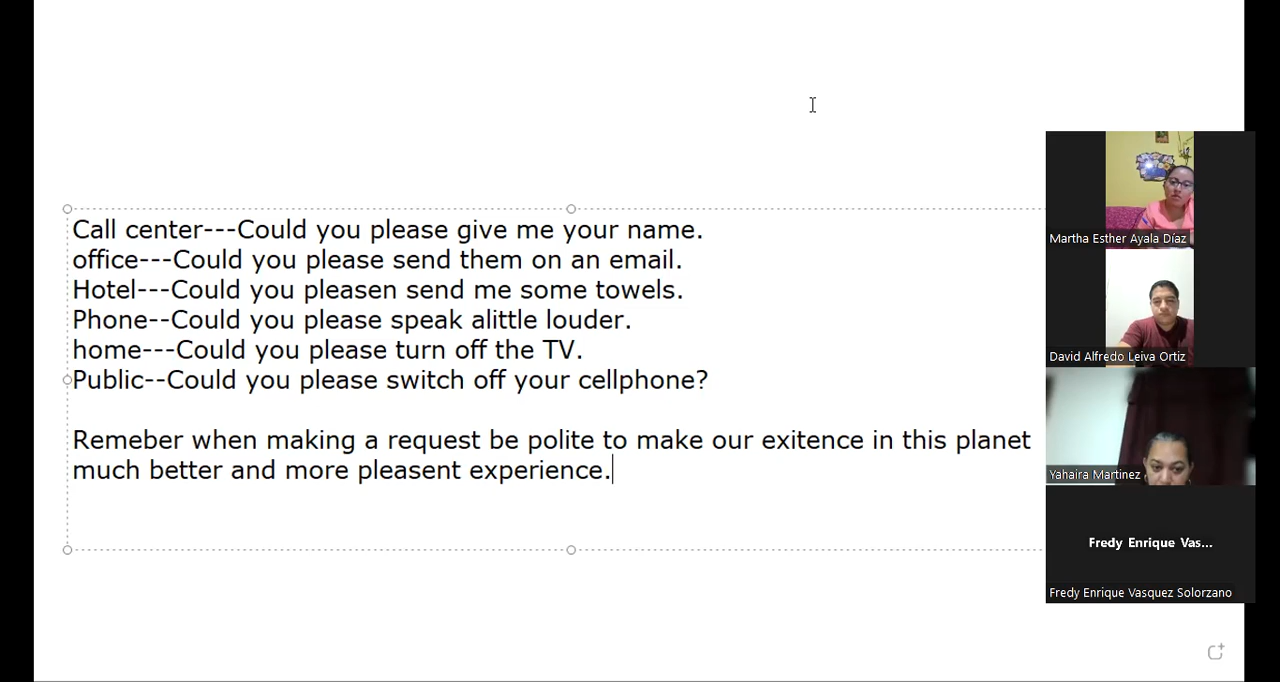 Call center---Could you please give me your name.
office---Could you please send them on an email.
Hotel---Could you pleasen send me some towels.
Phone--Could you please speak alittle louder.
home---Could you please turn off the TV.
Public--Could you please switch off your cellphone?
Remeber when making a request be polite to make our exitence in this planet
much better and more pleasent experience.
Martha Esther Ayala Díaz
David Alfredo Leiva Ortiz
Yahaira Martinez
Fredy Enrique Vas...
Fredy Enrique Vasquez Solorzano